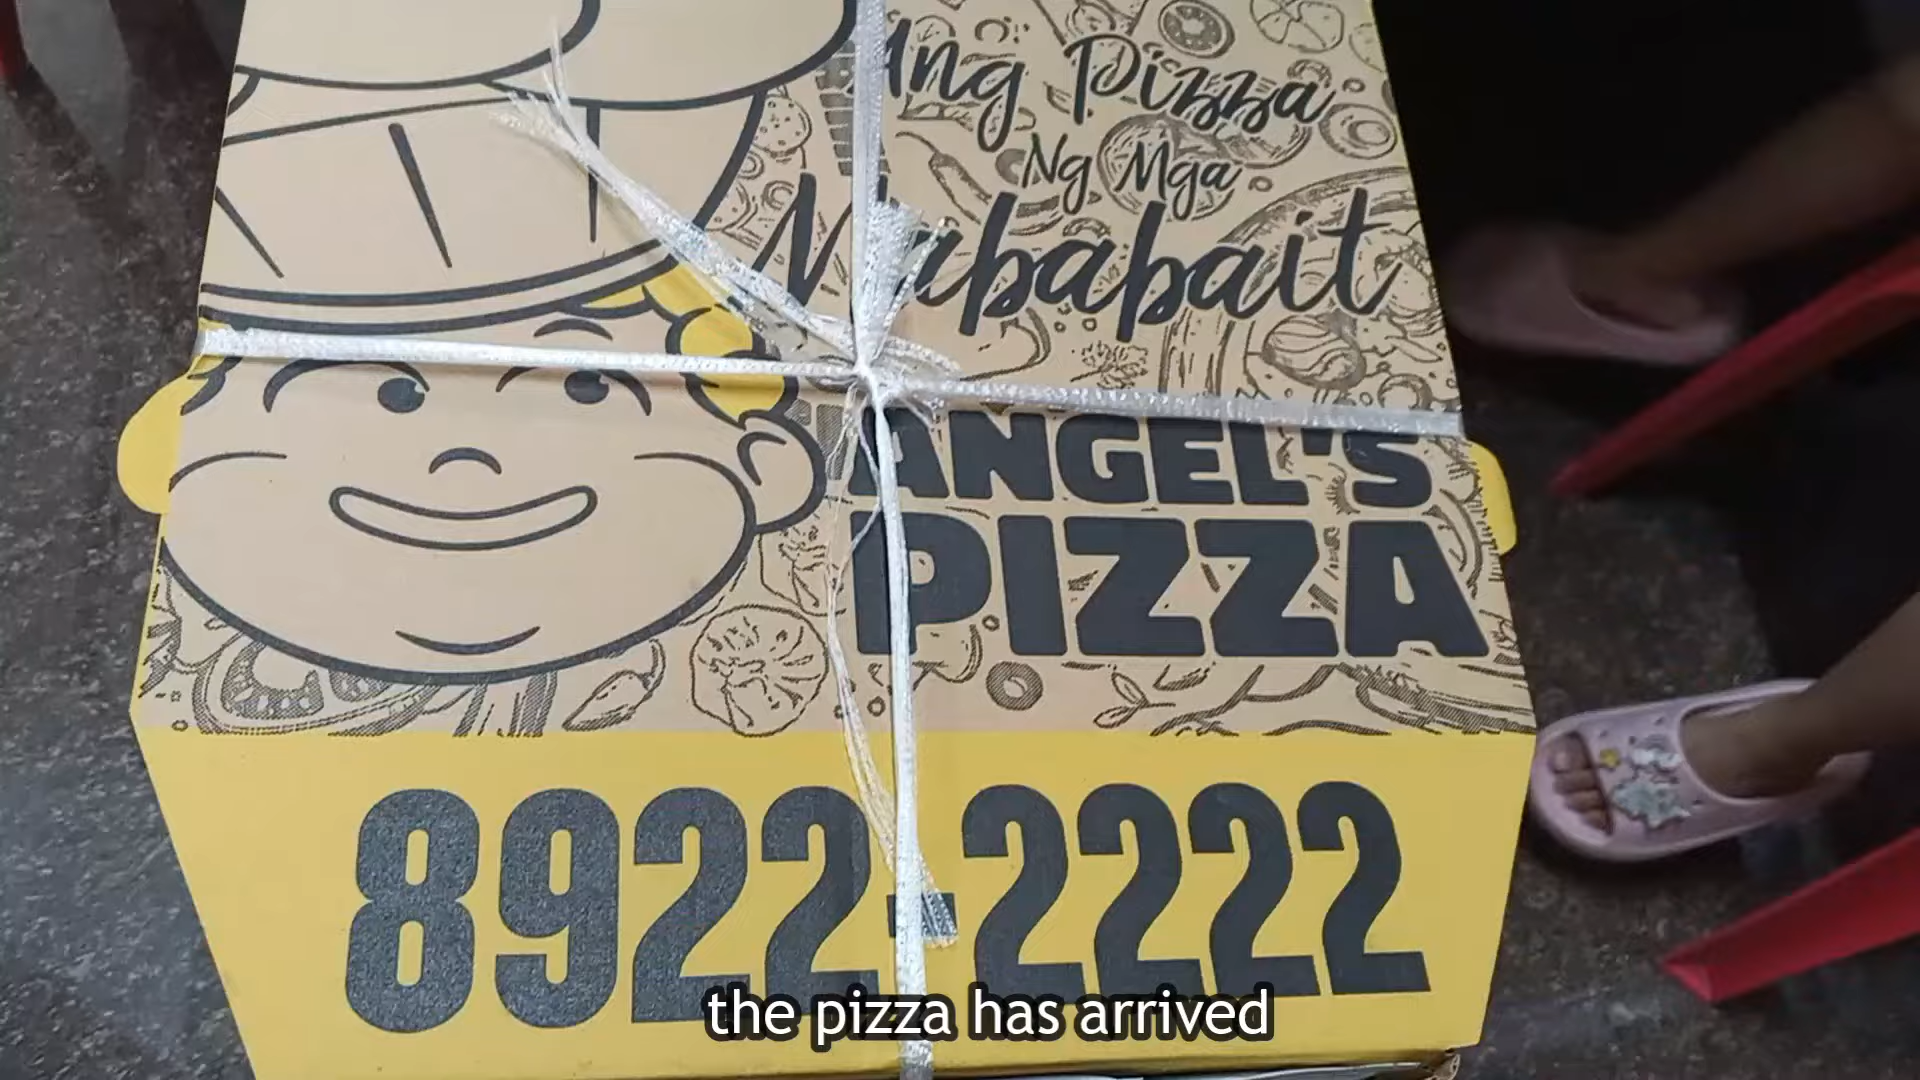 Ang Pizza
Ng Mga
Mababait
ANGEL'S
PIZZA
8922-2222
the pizza has arrived